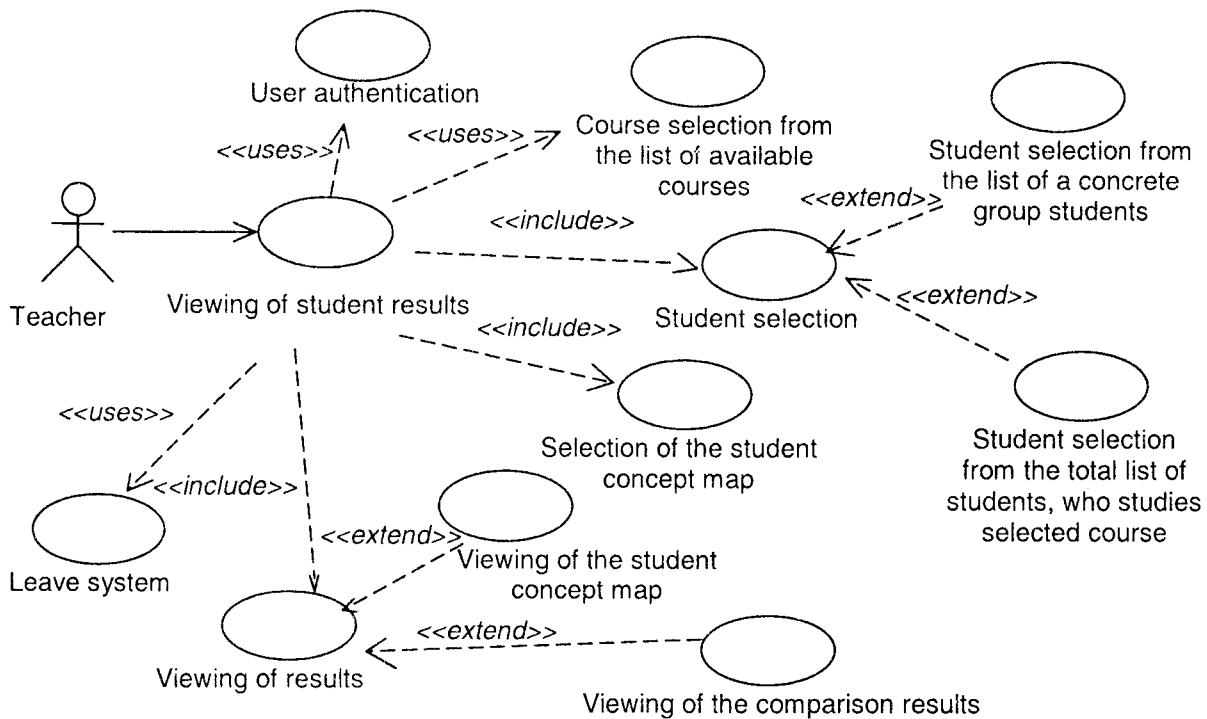 User authentication
<<uses>>
<<uses>>
Course selection from
the list of available
courses
Student selection from
the list of a concrete
group students
<<extend>>
<<include>>
Teacher
Viewing of student results
Student selection
<<extend>>
<<include>>
<<uses>>
Selection of the student
concept map
Student selection
from the total list of
students, who studies
selected course
<<include>>
<<extend>>
Leave system
Viewing of the student
concept map
Viewing of results
<<extend>>
Viewing of the comparison results